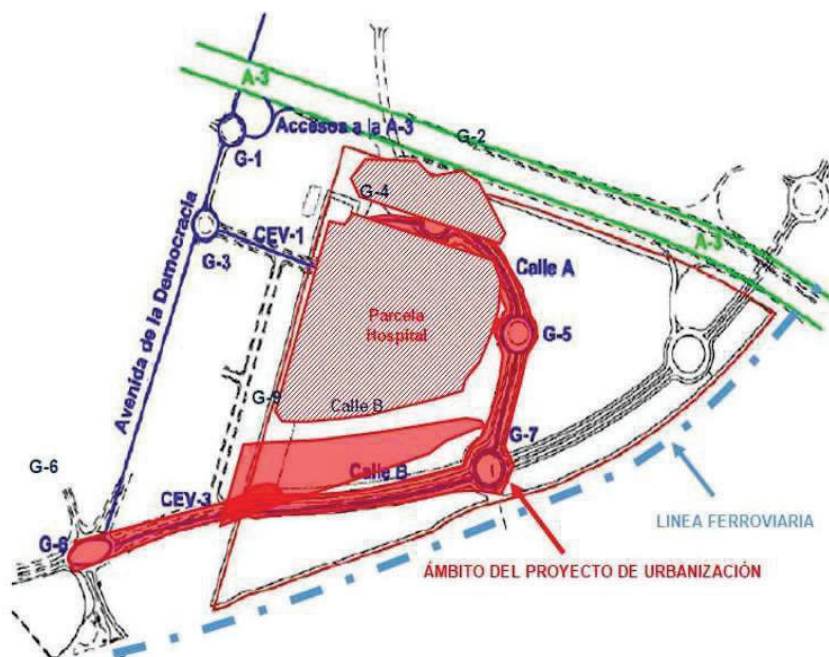 A-3
Accesos a la A-3
G-2
G-1
G-4
Avenida de la Democracia
CEV-1
G-3
A-3
Calle A
Parcela
Hospital
G-5
G-9
Calle B
G-7
G-6
Calle B
CEV-3
LINEA FERROVIARIA
G-6
ÁMBITO DEL PROYECTO DE URBANIZACIÓN